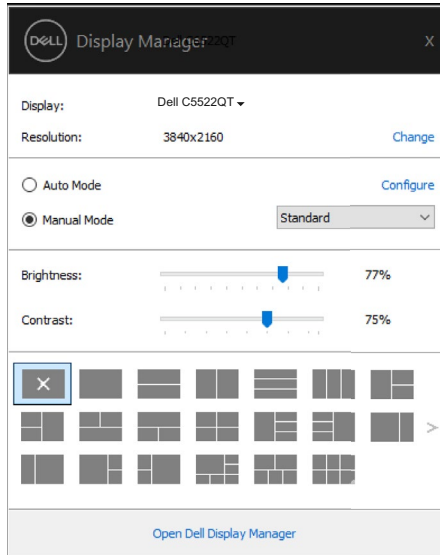 DELL Display Manager
Display: Dell C5522QT
Resolution: 3840x2160 Change
Auto Mode Configure
Manual Mode Standard
Brightness: 77%
Contrast: 75%
Open Dell Display Manager